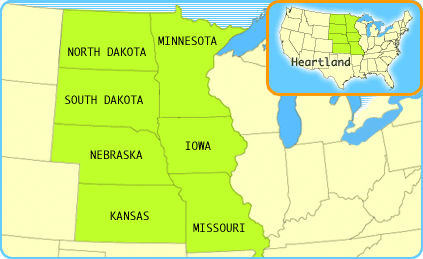 MINNESOTA
NORTH DAKOTA
Heartland
SOUTH DAKOTA
IOWA
NEBRASKA
KANSAS
MISSOURI